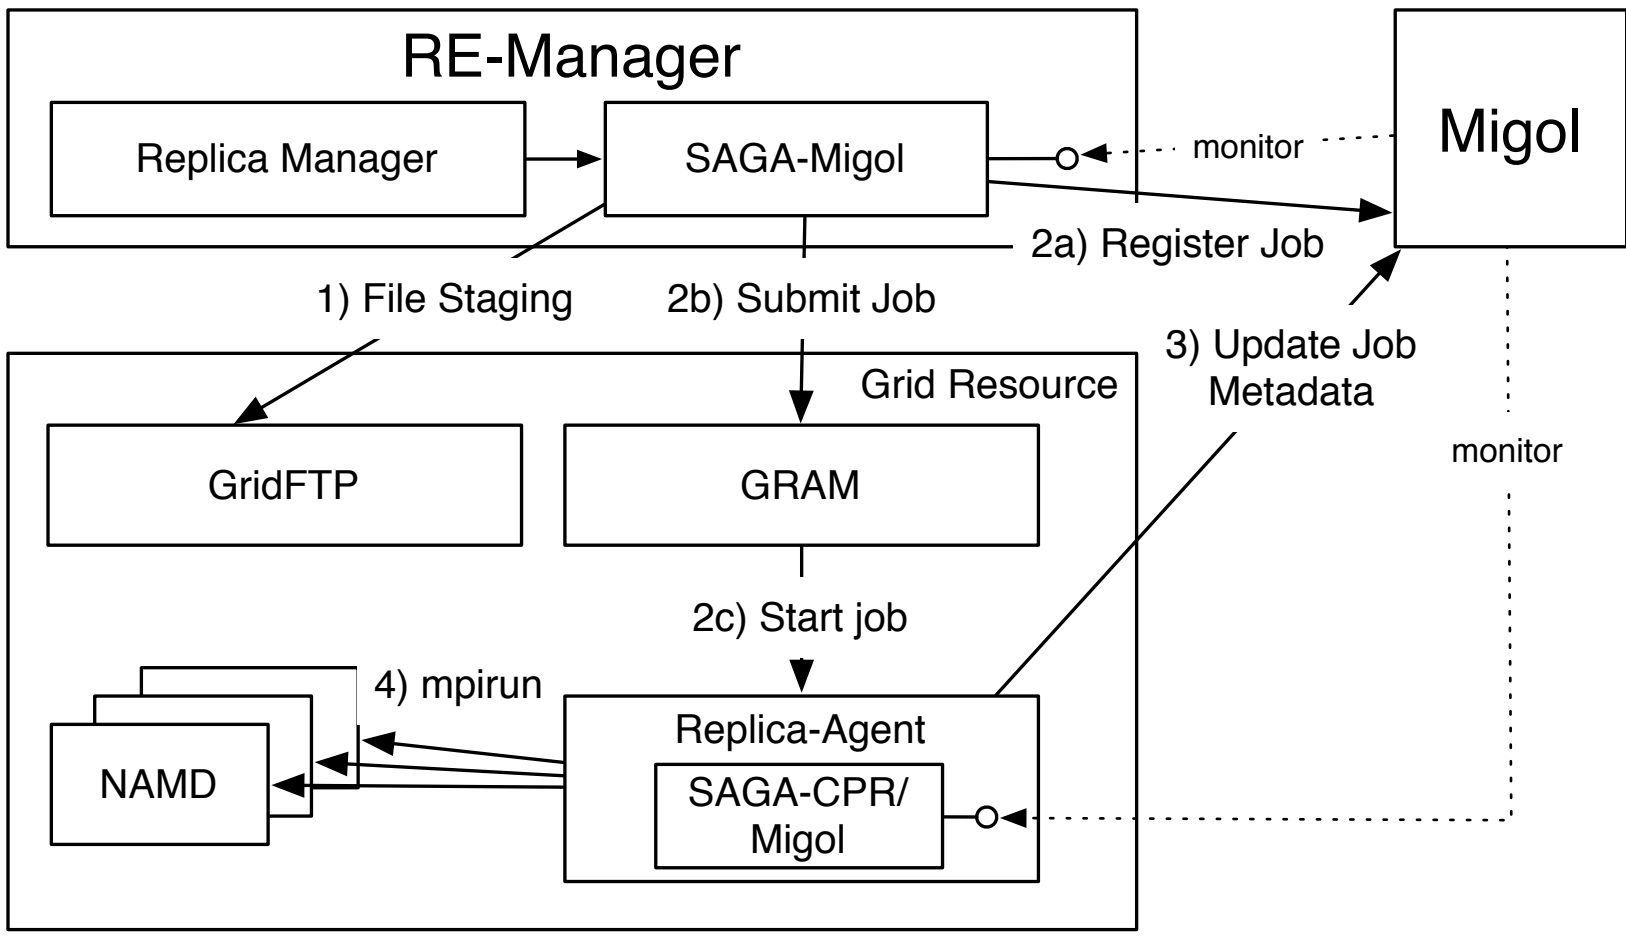 RE-Manager
Replica Manager
SAGA-Migol
monitor
Migol
2a) Register Job
1) File Staging
2b) Submit Job
3) Update Job
Metadata
Grid Resource
monitor
GridFTP
GRAM
2c) Start job
4) mpirun
Replica-Agent
NAMD
SAGA-CPR/
Migol